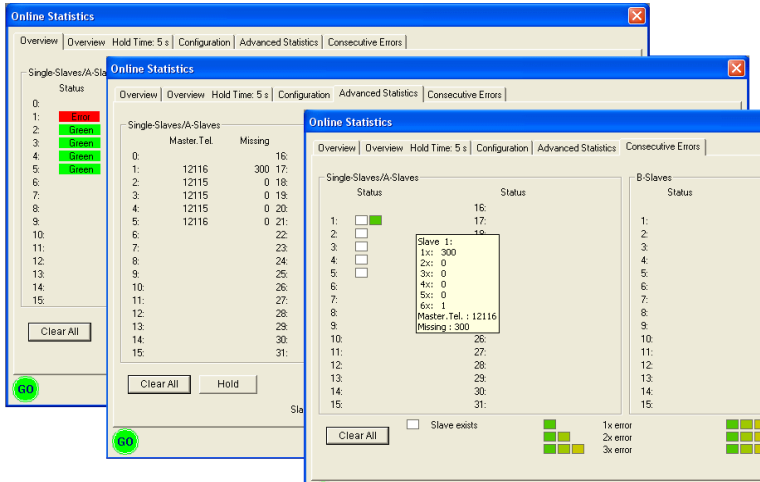 Online Statistics
Overview Overview Hold Time: 5 s Configuration Advanced Statistics Consecutive Errors
Single-Slaves/A-Sla
Status
0:
1: Error
2: Green
3: Green
4: Green
5: Green
6:
7:
8:
9:
10:
11:
12:
13:
14:
15:
Clear All
GO
Online Statistics
Overview Overview Hold Time: 5 s Configuration Advanced Statistics Consecutive Errors
Single-Slaves/A-Slaves
Master.Tel. Missing
0: 16:
1: 12116 300 17:
2: 12115 0 18:
3: 12115 0 19:
4: 12115 0 20:
5: 12116 0 21:
6: 22:
7: 23:
8: 24:
9: 25:
10: 26:
11: 27:
12: 28:
13: 29:
14: 30:
15: 31:
Clear All Hold
Sla
GO
Online Statistics
Overview Overview Hold Time: 5 s Configuration Advanced Statistics Consecutive Errors
Single-Slaves/A-Slaves
Status Status
16:
1: 17:
2: 18:
3:
4:
5:
6:
7:
8:
9:
10: 26:
11: 27:
12: 28:
13: 29:
14: 30:
15: 31:
Slave 1:
1x: 300
2x: 0
3x: 0
4x: 0
5x: 0
6x: 1
Master.Tel. : 12116
Missing : 300
B-Slaves
Status
1:
2:
3:
4:
5:
6:
7:
8:
9:
10:
11:
12:
13:
14:
15:
Clear All
Slave exists
1x error
2x error
3x error